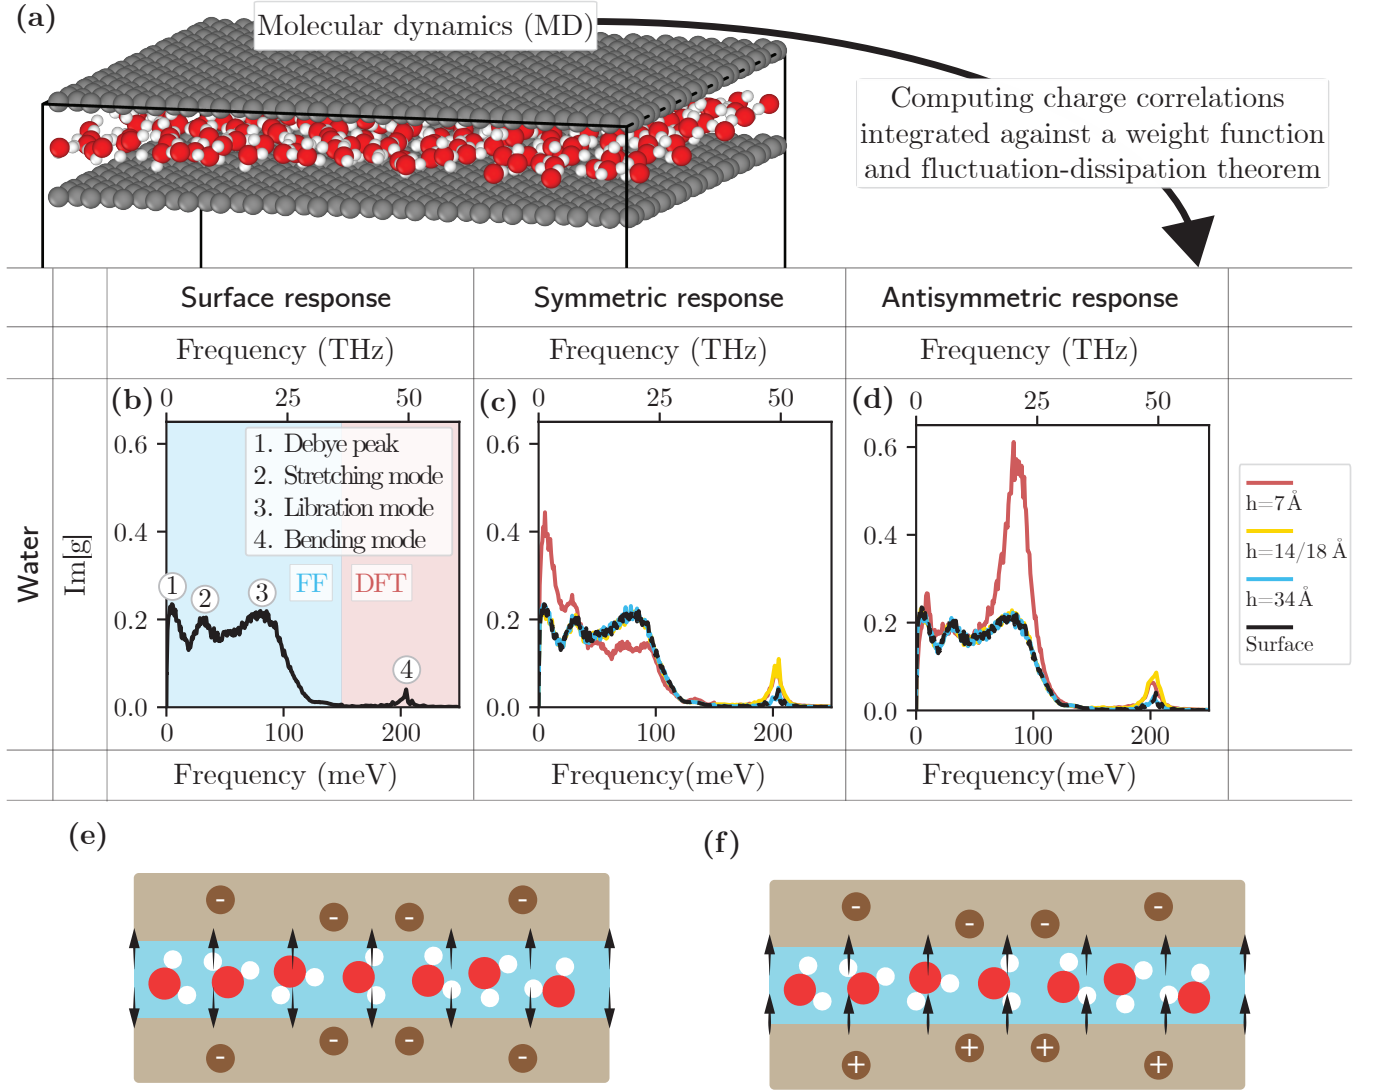 (a)
Molecular dynamics (MD)
Computing charge correlations
integrated against a weight function
and fluctuation-dissipation theorem
Surface response
Symmetric response
Antisymmetric response
Frequency (THz)
Frequency (THz)
Frequency (THz)
Water
Im[g]
(b)
0 25 50
0.6
0.4
0.2
0.0
0 100 200
1. Debye peak
2. Stretching mode
3. Libration mode
4. Bending mode
FF
DFT
1
2
3
4
(c)
0 25 50
0.6
0.4
0.2
0.0
0 100 200
(d)
0 25 50
0.6
0.4
0.2
0.0
0 100 200
h=7Å
h=14/18 Å
h=34Å
Surface
Frequency (meV)
Frequency(meV)
Frequency(meV)
(e)
- - - -
- - - -
(f)
- - - -
+ + + +